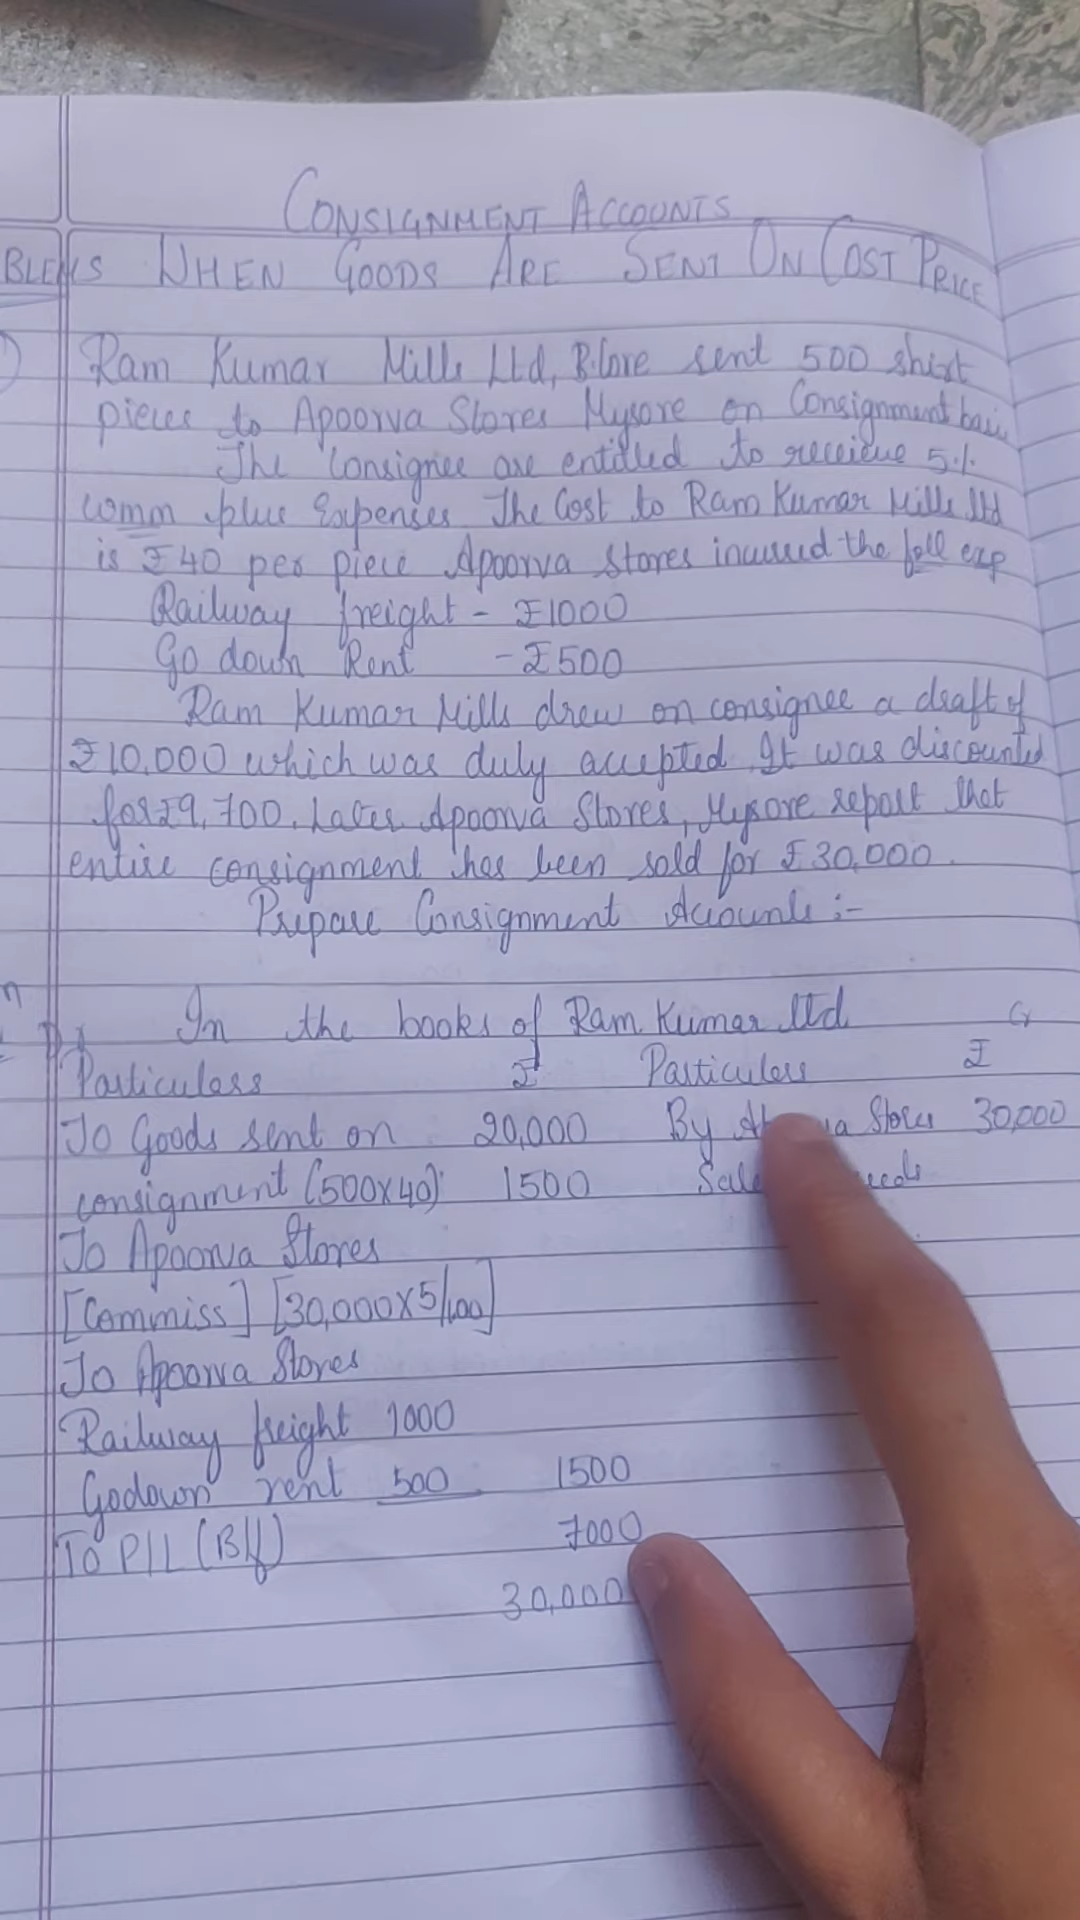 CONSIGNMENT ACCOUNTS
BLEMS WHEN GOODS ARE SENT ON COST PRICE
Ram Kumar Mills Ltd, B'lore sent 500 shirt
pieces to Apoorva Stores Mysore on Consignment
The Consignee are entitled to receieve 5%
comm plus Expenses. The Cost to Ram Kumar Mills ltd
is ₹40 per piece Apoorva Stores incurred the foll exp
Railway freight - ₹1000
Go down Rent - ₹500
Ram Kumar Mills drew on consignee a draft of
₹10,000 which was duly accepted. It was discounted
for ₹9,700. Later Apoorva Stores, Mysore report that
entire consignment has been sold for ₹30,000.
Prepare Consignment Accounts :-
In the books of Ram Kumar ltd
Dr Cr
Particulars ₹ Particulars ₹
To Goods sent on 20,000 By Stores 30,000
consignment (500x40) 1500
To Apoorva Stores
[Commiss] [30,000x5/100]
To Apoorva Stores
Railway freight 1000
Godown rent 500 1500
To P/L (B/f) 7000
30,000